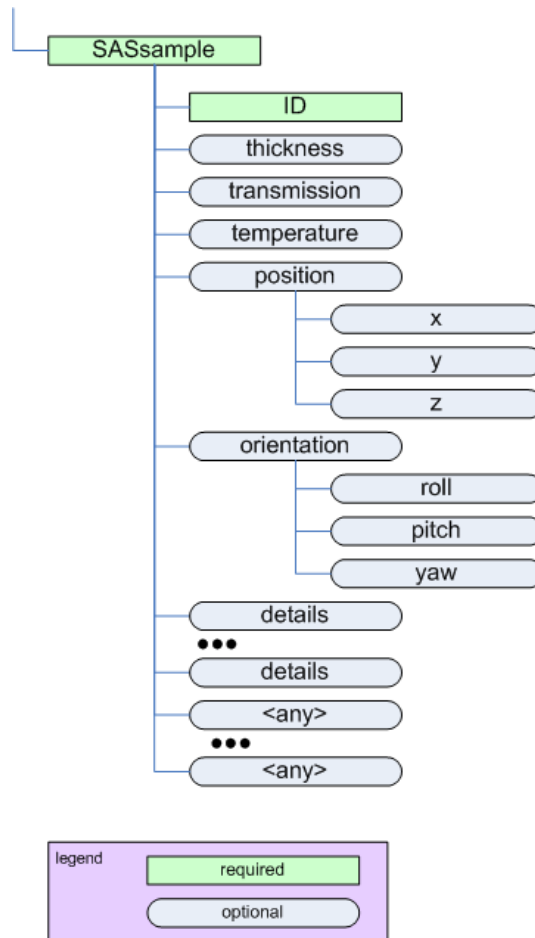 SASsample
ID
thickness
transmission
temperature
position
x
y
z
orientation
roll
pitch
yaw
details
•••
details
<any>
•••
<any>
legend
required
optional